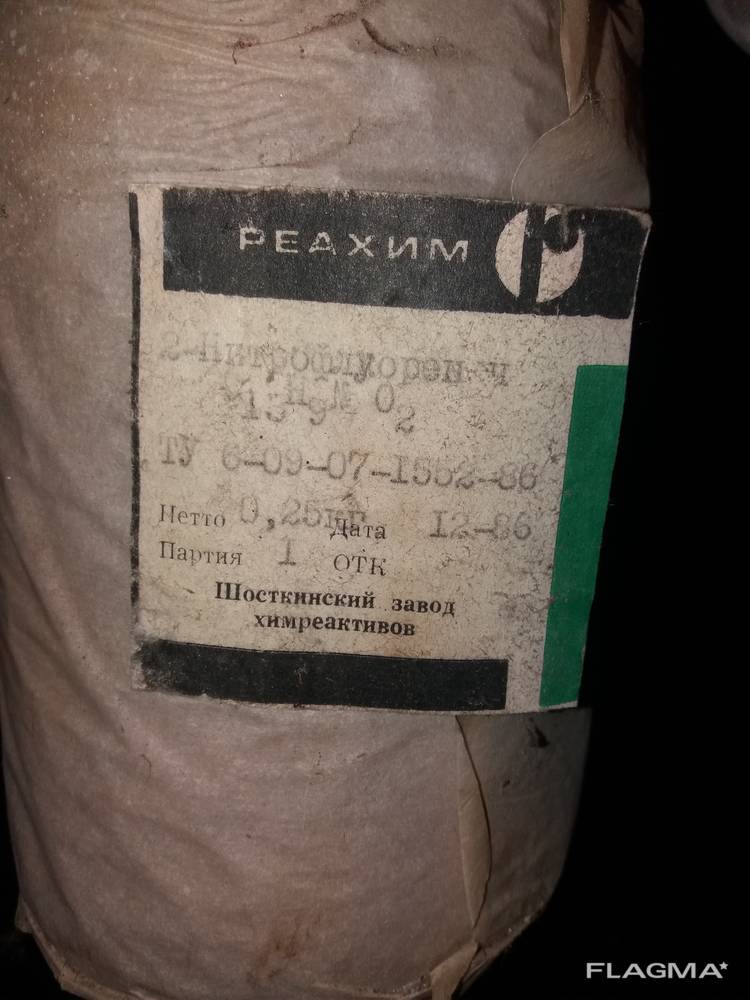 РЕАХИМ
2-Нитрофлуорен ч
C13H9NO2
ТУ 6-09-07-1552-86
Нетто 0,25кг Дата 12-86
Партия 1 ОТК
Шосткинский завод
химреактивов
FLAGMA